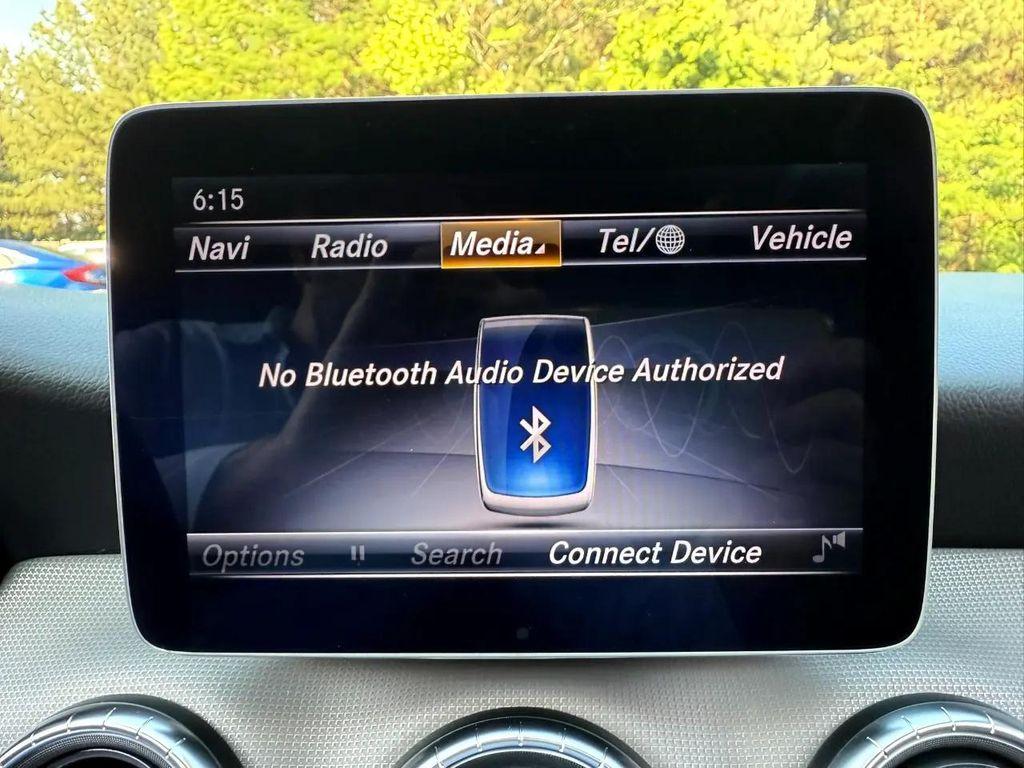 6:15
Navi Radio Media Tel/ Vehicle
No Bluetooth Audio Device Authorized
Options Search Connect Device